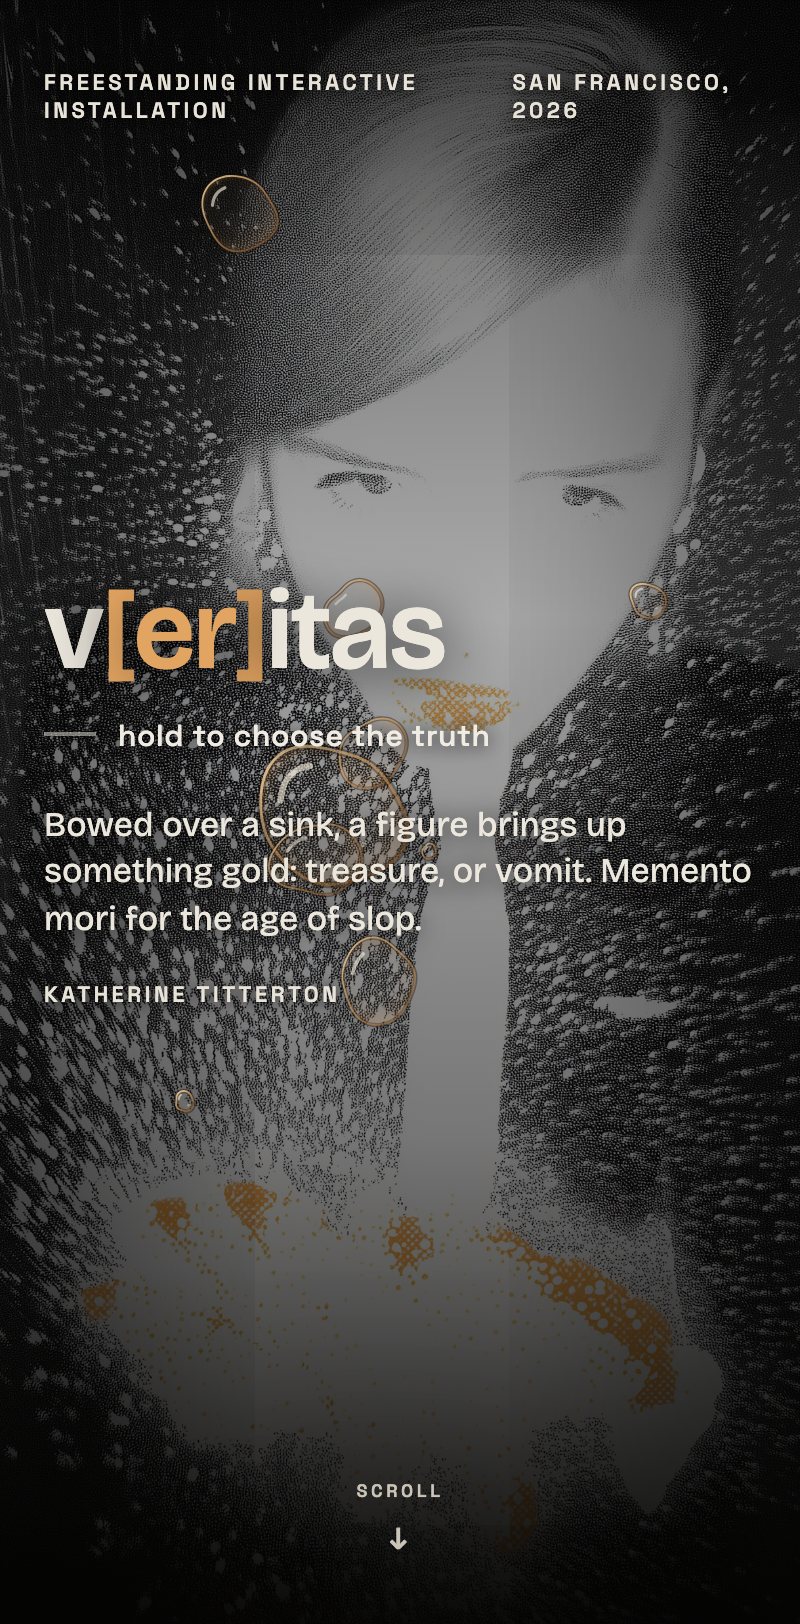 FREESTANDING INTERACTIVE
INSTALLATION
SAN FRANCISCO,
2026
v[er]itas
hold to choose the truth
Bowed over a sink, a figure brings up
something gold: treasure, or vomit. Memento
mori for the age of slop.
KATHERINE TITTERTON
SCROLL